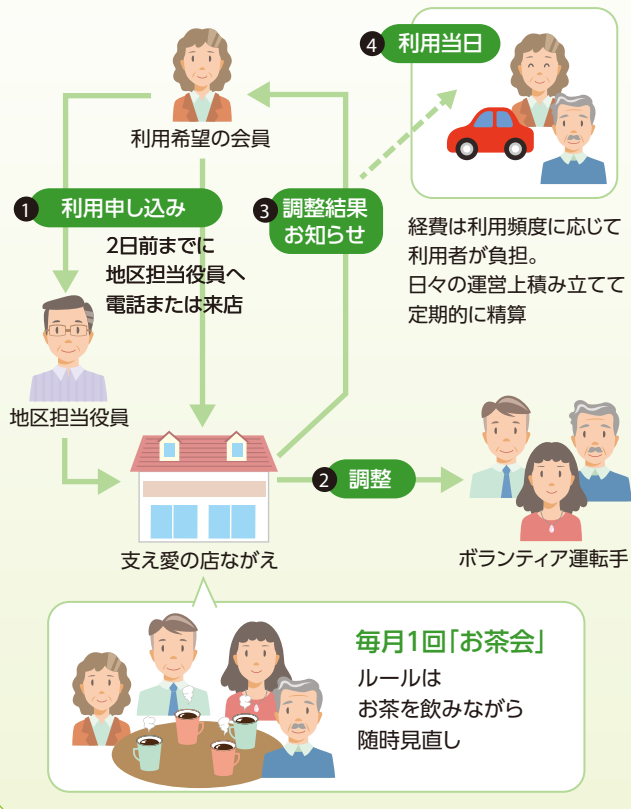 4 利用当日
利用希望の会員
1 利用申し込み
2日前までに
地区担当役員へ
電話または来店
3 調整結果
お知らせ
経費は利用頻度に応じて
利用者が負担。
日々の運営上積み立てて
定期的に精算
地区担当役員
2 調整
支え愛の店ながえ
ボランティア運転手
毎月1回「お茶会」
ルールは
お茶を飲みながら
随時見直し